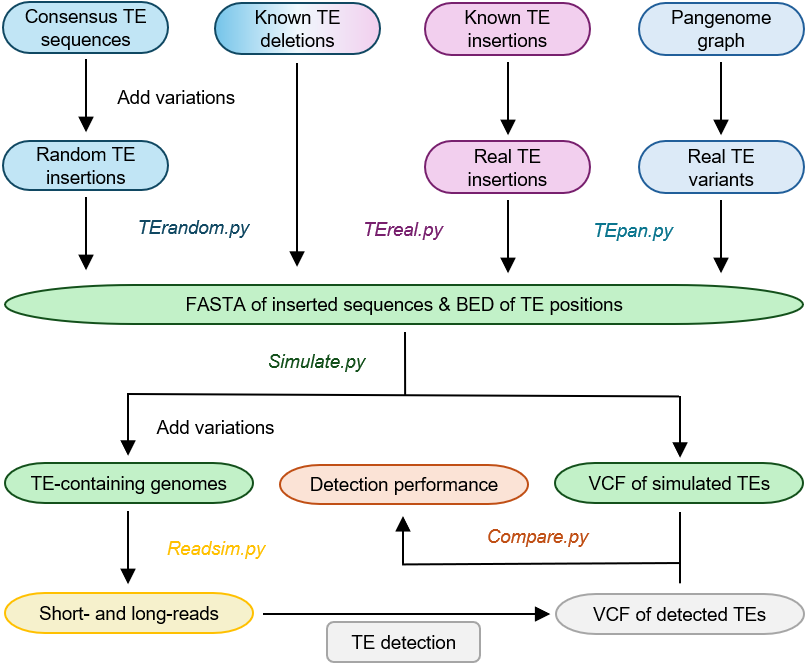 Consensus TE
sequences
Known TE
deletions
Known TE
insertions
Pangenome
graph
Add variations
Random TE
insertions
Real TE
insertions
Real TE
variants
TErandom.py
TEreal.py
TEpan.py
FASTA of inserted sequences & BED of TE positions
Simulate.py
Add variations
TE-containing genomes
Detection performance
VCF of simulated TEs
Readsim.py
Compare.py
Short- and long-reads
VCF of detected TEs
TE detection